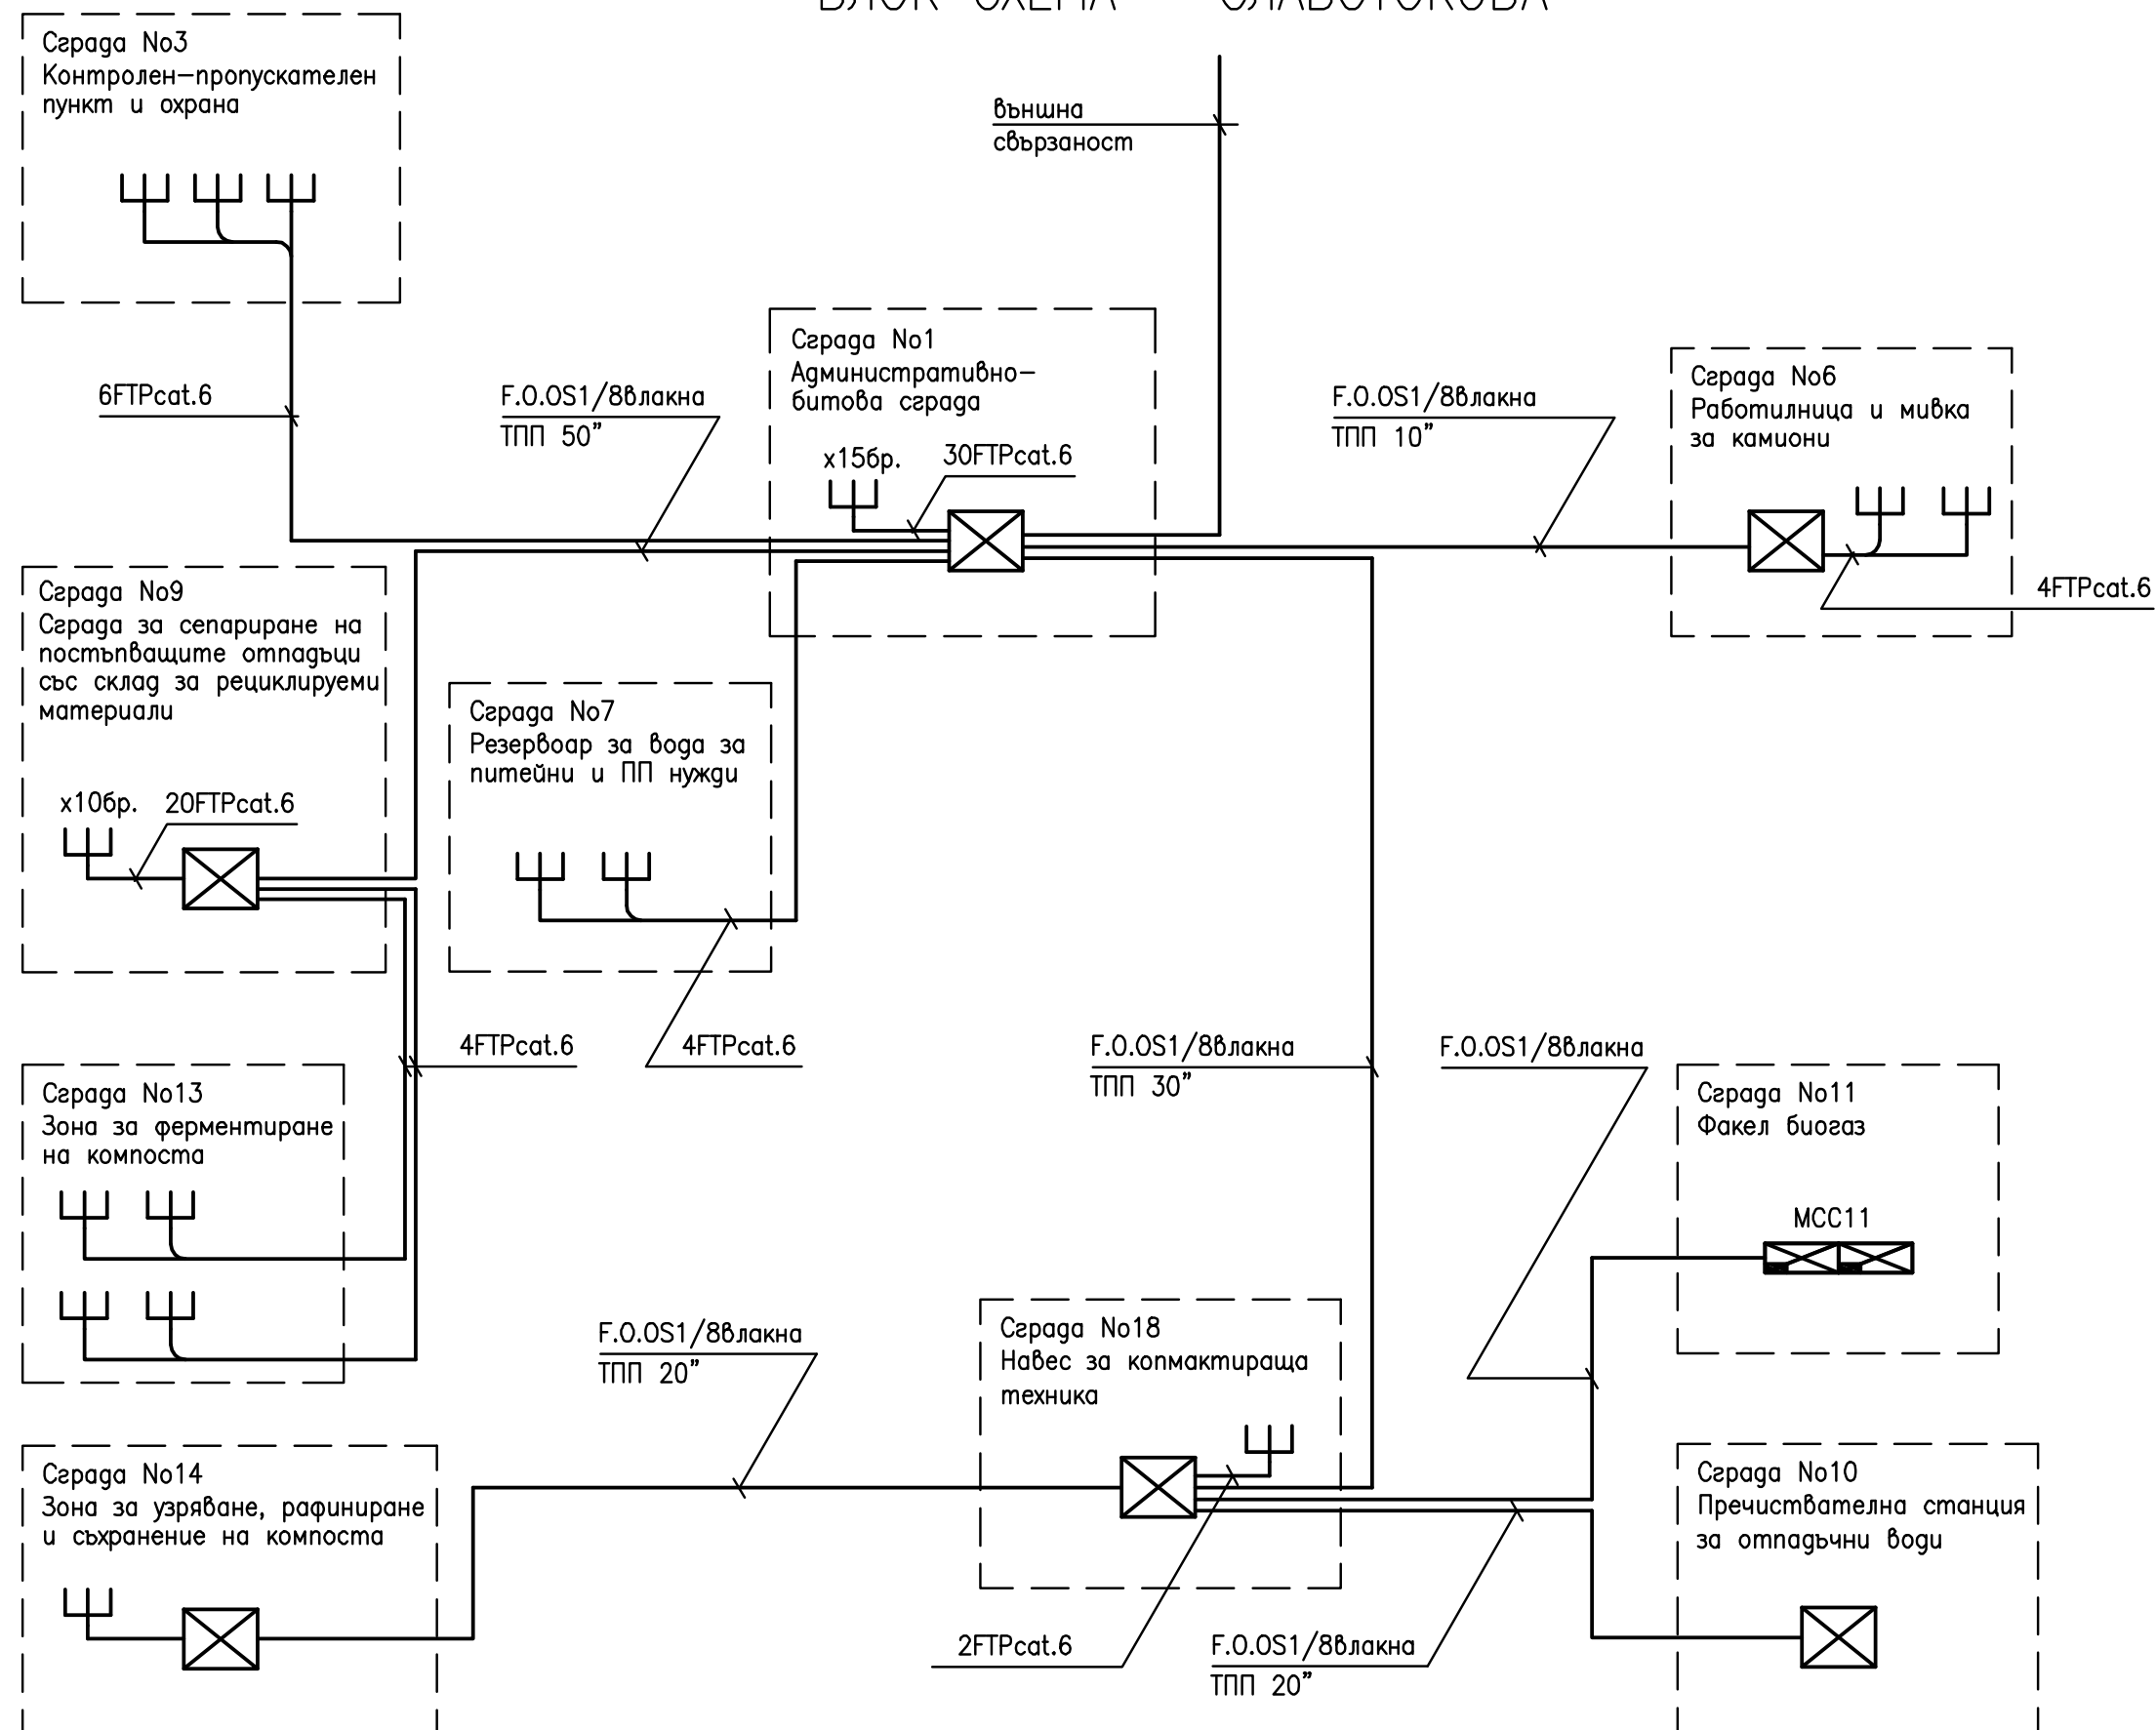 БЛОК СХЕМА - СЛАБОТОКОВА
Сграда No3
Контролен-пропускателен
пункт и охрана
външна
свързаност
6FTPcat.6
F.O.OS1/8влакна
ТПП 50”
Сграда No1
Административно-
битова сграда
x15бр.
30FTPcat.6
F.O.OS1/8влакна
ТПП 10”
Сграда No6
Работилница и мивка
за камиони
4FTPcat.6
Сграда No9
Сграда за сепариране на
постъпващите отпадъци
със склад за рециклируеми
материали
x10бр.
20FTPcat.6
Сграда No7
Резервоар за вода за
питейни и ПП нужди
4FTPcat.6
4FTPcat.6
F.O.OS1/8влакна
ТПП 30”
F.O.OS1/8влакна
Сграда No13
Зона за ферментиране
на компоста
Сграда No11
Факел биогаз
МСС11
F.O.OS1/8влакна
ТПП 20”
Сграда No18
Навес за копмактираща
техника
Сграда No14
Зона за узряване, рафиниране
и съхранение на компоста
2FTPcat.6
F.O.OS1/8влакна
ТПП 20”
Сграда No10
Пречиствателна станция
за отпадъчни води